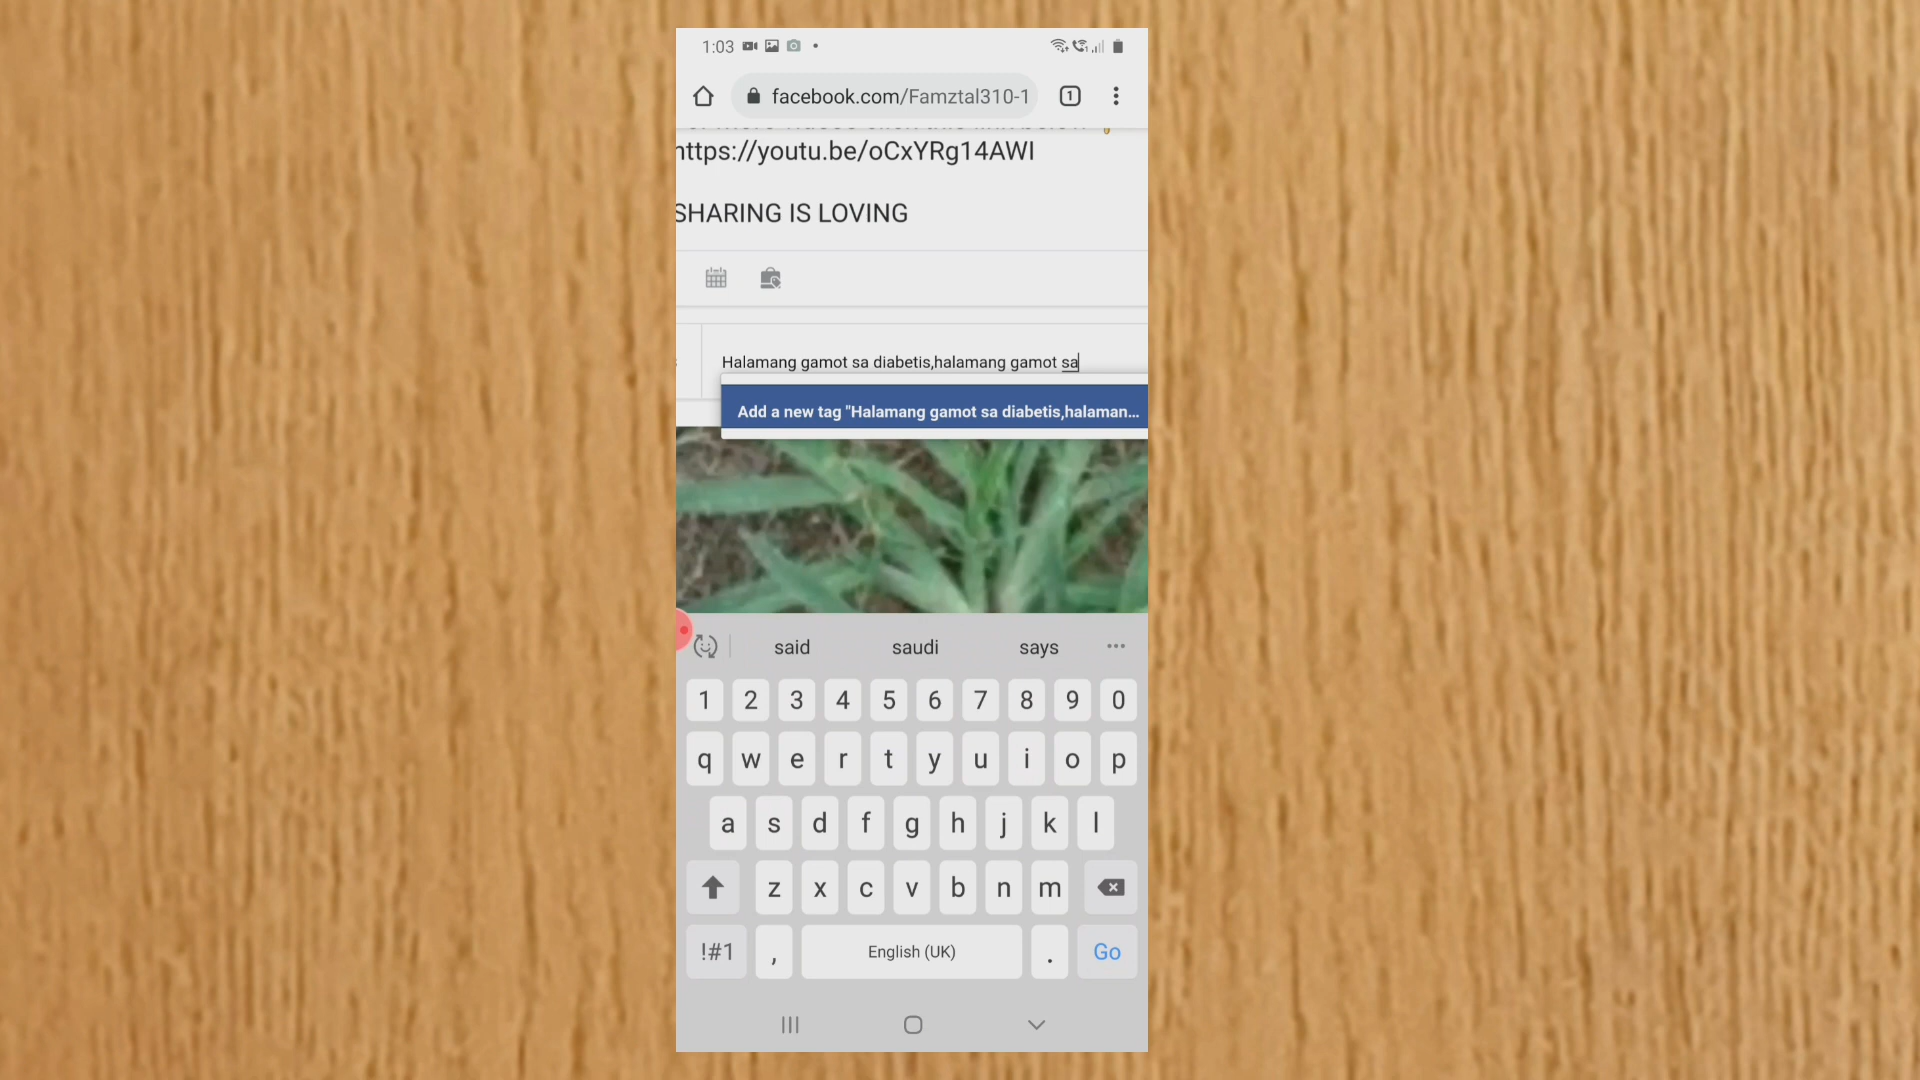 1:03
facebook.com/Famztal310-1
1
https://youtu.be/oCxYRg14AWI
SHARING IS LOVING
Halamang gamot sa diabetis,halamang gamot sa
Add a new tag "Halamang gamot sa diabetis,halaman...
said saudi says
1 2 3 4 5 6 7 8 9 0
q w e r t y u i o p
a s d f g h j k l
z x c v b n m
!#1 , English (UK) . Go